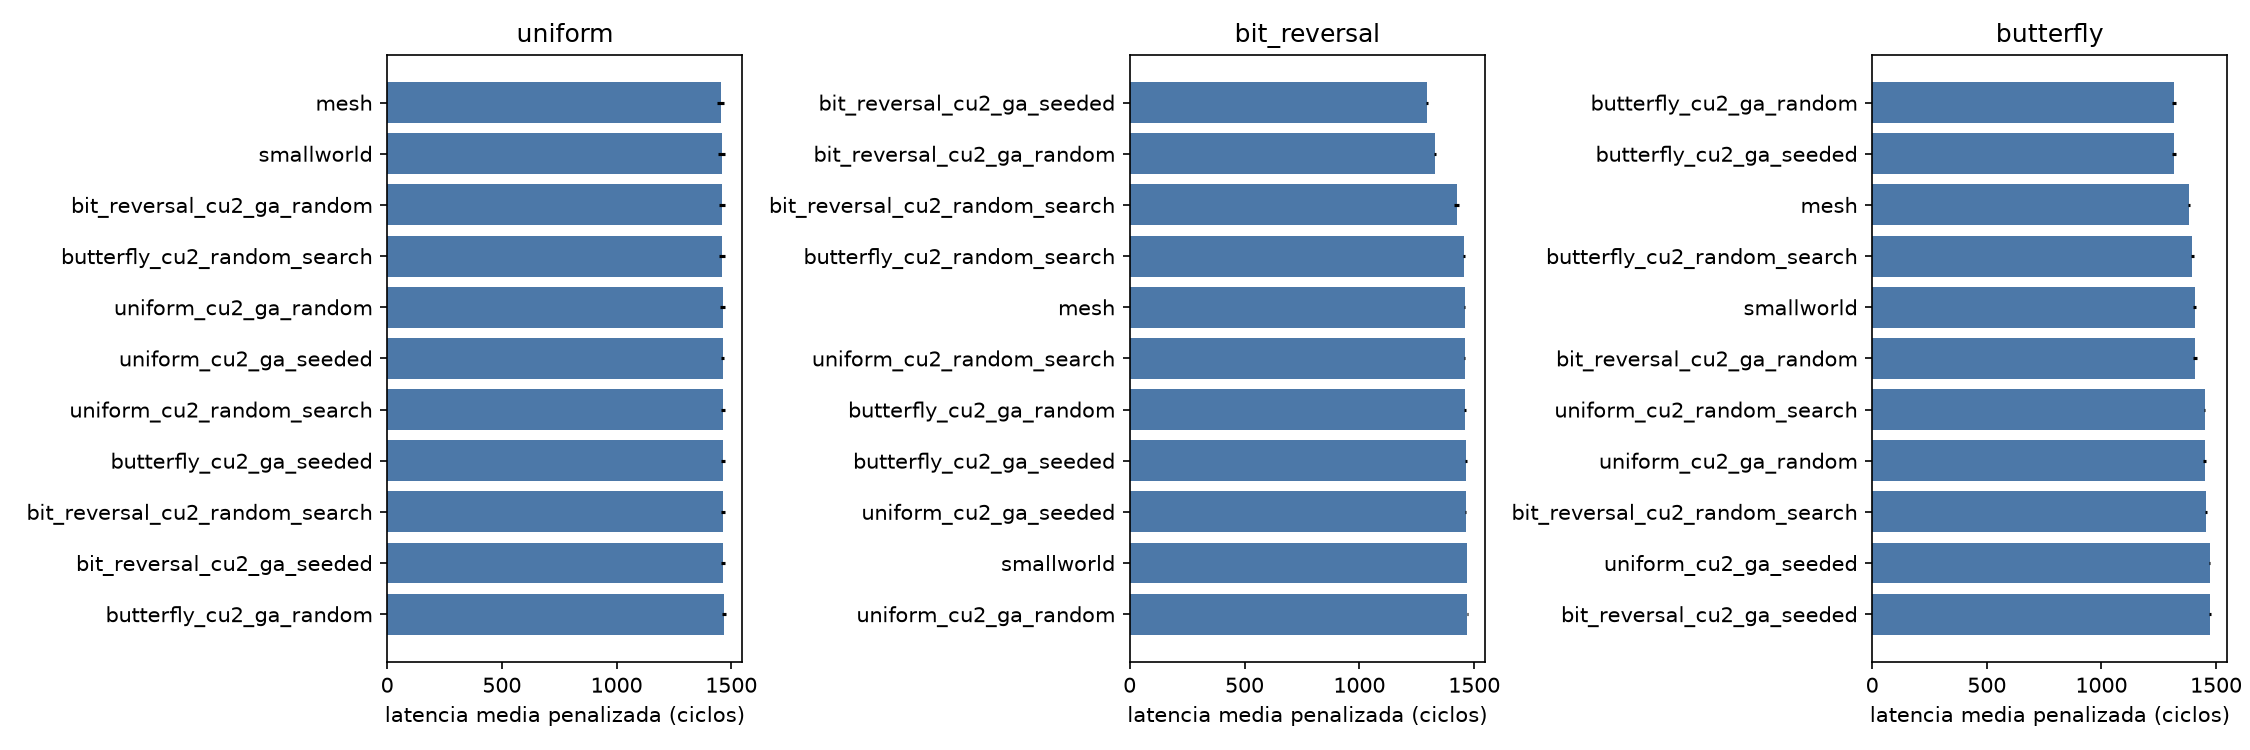 uniform
mesh
smallworld
bit_reversal_cu2_ga_random
butterfly_cu2_random_search
uniform_cu2_ga_random
uniform_cu2_ga_seeded
uniform_cu2_random_search
butterfly_cu2_ga_seeded
bit_reversal_cu2_random_search
bit_reversal_cu2_ga_seeded
butterfly_cu2_ga_random
0 500 1000 1500
latencia media penalizada (ciclos)
bit_reversal
bit_reversal_cu2_ga_seeded
bit_reversal_cu2_ga_random
bit_reversal_cu2_random_search
butterfly_cu2_random_search
mesh
uniform_cu2_random_search
butterfly_cu2_ga_random
butterfly_cu2_ga_seeded
uniform_cu2_ga_seeded
smallworld
uniform_cu2_ga_random
0 500 1000 1500
latencia media penalizada (ciclos)
butterfly
butterfly_cu2_ga_random
butterfly_cu2_ga_seeded
mesh
butterfly_cu2_random_search
smallworld
bit_reversal_cu2_ga_random
uniform_cu2_random_search
uniform_cu2_ga_random
bit_reversal_cu2_random_search
uniform_cu2_ga_seeded
bit_reversal_cu2_ga_seeded
0 500 1000 1500
latencia media penalizada (ciclos)